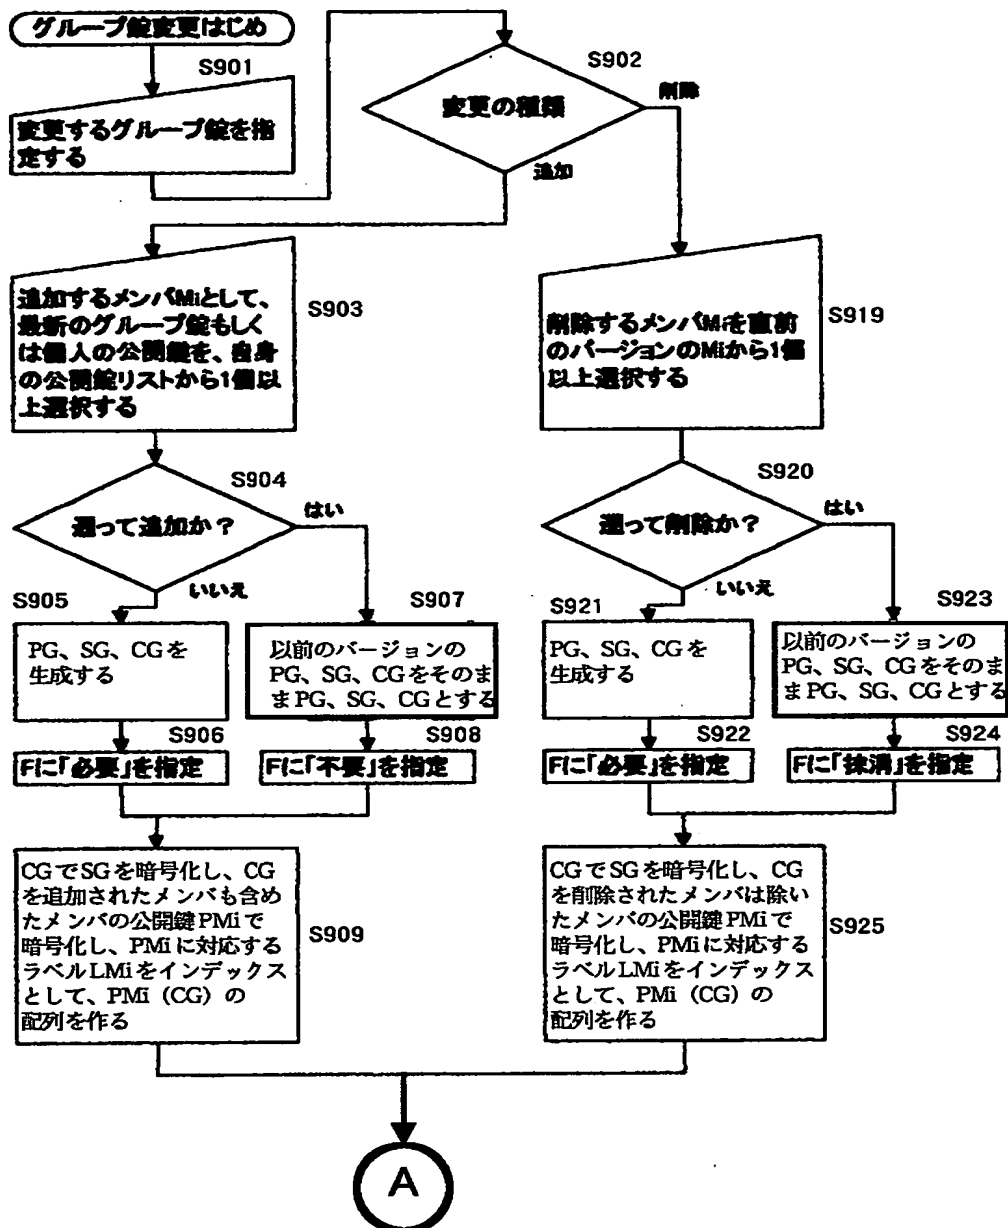 グループ錠変更はじめ
S901
変更するグループ錠を指
定する
S902
変更の種類
削除
追加
追加するメンバMiとして、
最新のグループ錠もしく
は個人の公開鍵を、自身
の公開錠リストから1個以
上選択する
S903
削除するメンバMiを直前
のバージョンのMiから1個
以上選択する
S919
S904
遡って追加か？
はい
いいえ
S920
遡って削除か？
はい
いいえ
S905
PG、SG、CGを
生成する
S907
以前のバージョンの
PG、SG、CGをそのま
まPG、SG、CGとする
S921
PG、SG、CGを
生成する
S923
以前のバージョンの
PG、SG、CGをそのま
まPG、SG、CGとする
S906
Fに「必要」を指定
S908
Fに「不要」を指定
S922
Fに「必要」を指定
S924
Fに「抹消」を指定
CGでSGを暗号化し、CG
を追加されたメンバも含め
たメンバの公開鍵PMiで
暗号化し、PMiに対応する
ラベルLMiをインデックス
として、PMi（CG）の
配列を作る
S909
CGでSGを暗号化し、CG
を削除されたメンバは除い
たメンバの公開鍵PMiで
暗号化し、PMiに対応する
ラベルLMiをインデックス
として、PMi（CG）の
配列を作る
S925
A